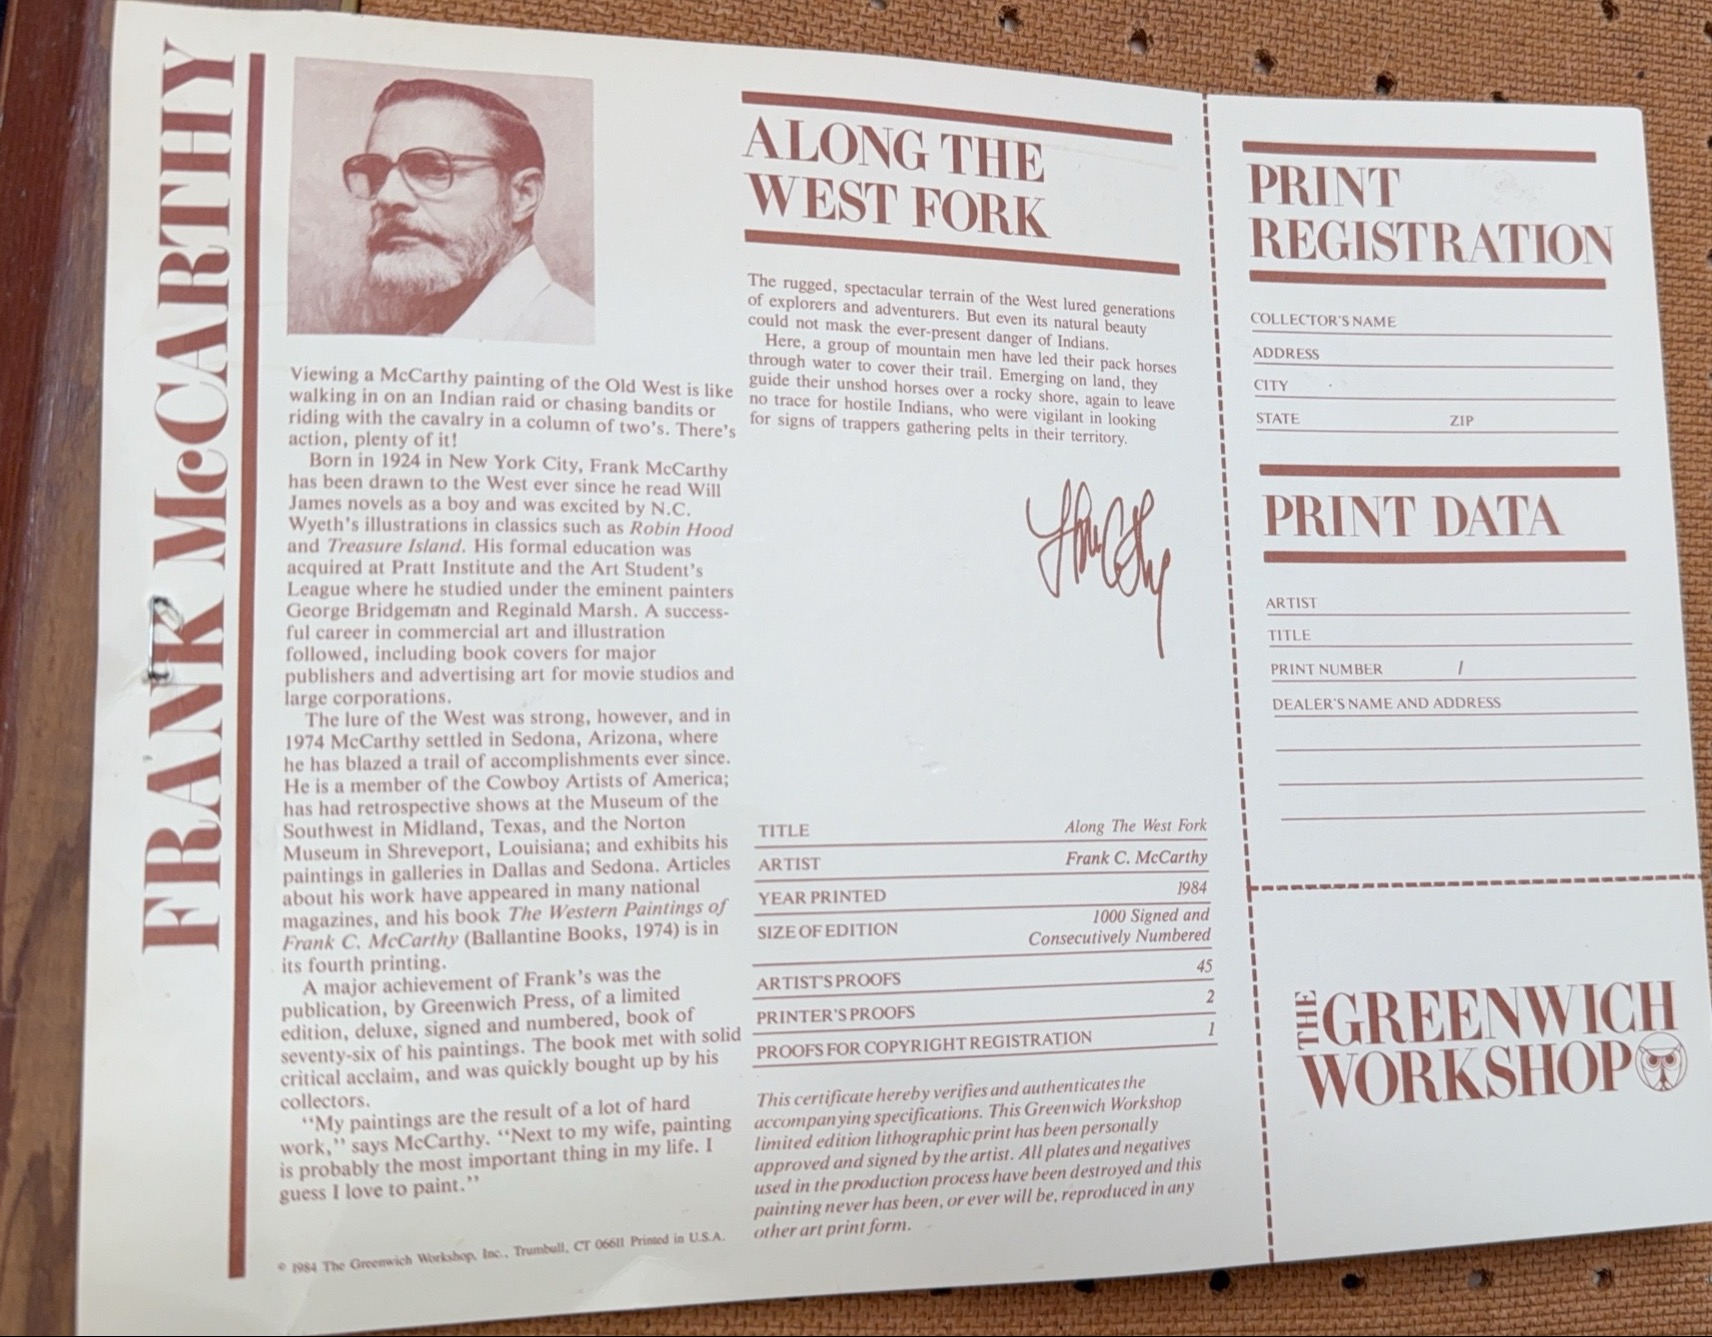 FRANK McCARTHY
Viewing a McCarthy painting of the Old West is like
walking in on an Indian raid or chasing bandits or
riding with the cavalry in a column of two's. There's
action, plenty of it!
Born in 1924 in New York City, Frank McCarthy
has been drawn to the West ever since he read Will
James novels as a boy and was excited by N.C.
Wyeth's illustrations in classics such as Robin Hood
and Treasure Island. His formal education was
acquired at Pratt Institute and the Art Student's
League where he studied under the eminent painters
George Bridgeman and Reginald Marsh. A success-
ful career in commercial art and illustration
followed, including book covers for major
publishers and advertising art for movie studios and
large corporations.
The lure of the West was strong, however, and in
1974 McCarthy settled in Sedona, Arizona, where
he has blazed a trail of accomplishments ever since.
He is a member of the Cowboy Artists of America;
has had retrospective shows at the Museum of the
Southwest in Midland, Texas, and the Norton
Museum in Shreveport, Louisiana; and exhibits his
paintings in galleries in Dallas and Sedona. Articles
about his work have appeared in many national
magazines, and his book The Western Paintings of
Frank C. McCarthy (Ballantine Books, 1974) is in
its fourth printing.
A major achievement of Frank's was the
publication, by Greenwich Press, of a limited
edition, deluxe, signed and numbered, book of
seventy-six of his paintings. The book met with solid
critical acclaim, and was quickly bought up by his
collectors.
"My paintings are the result of a lot of hard
work," says McCarthy. "Next to my wife, painting
is probably the most important thing in my life. I
guess I love to paint."
© 1984 The Greenwich Workshop, Inc., Trumbull, CT 06611 Printed in U.S.A.
ALONG THE
WEST FORK
The rugged, spectacular terrain of the West lured generations
of explorers and adventurers. But even its natural beauty
could not mask the ever-present danger of Indians.
Here, a group of mountain men have led their pack horses
through water to cover their trail. Emerging on land, they
guide their unshod horses over a rocky shore, again to leave
no trace for hostile Indians, who were vigilant in looking
for signs of trappers gathering pelts in their territory.
TITLE Along The West Fork
ARTIST Frank C. McCarthy
YEAR PRINTED 1984
SIZE OF EDITION 1000 Signed and
Consecutively Numbered
ARTIST'S PROOFS 45
PRINTER'S PROOFS 2
PROOFS FOR COPYRIGHT REGISTRATION 1
This certificate hereby verifies and authenticates the
accompanying specifications. This Greenwich Workshop
limited edition lithographic print has been personally
approved and signed by the artist. All plates and negatives
used in the production process have been destroyed and this
painting never has been, or ever will be, reproduced in any
other art print form.
PRINT
REGISTRATION
COLLECTOR'S NAME
ADDRESS
CITY
STATE ZIP
PRINT DATA
ARTIST
TITLE
PRINT NUMBER /
DEALER'S NAME AND ADDRESS
THE GREENWICH
WORKSHOP